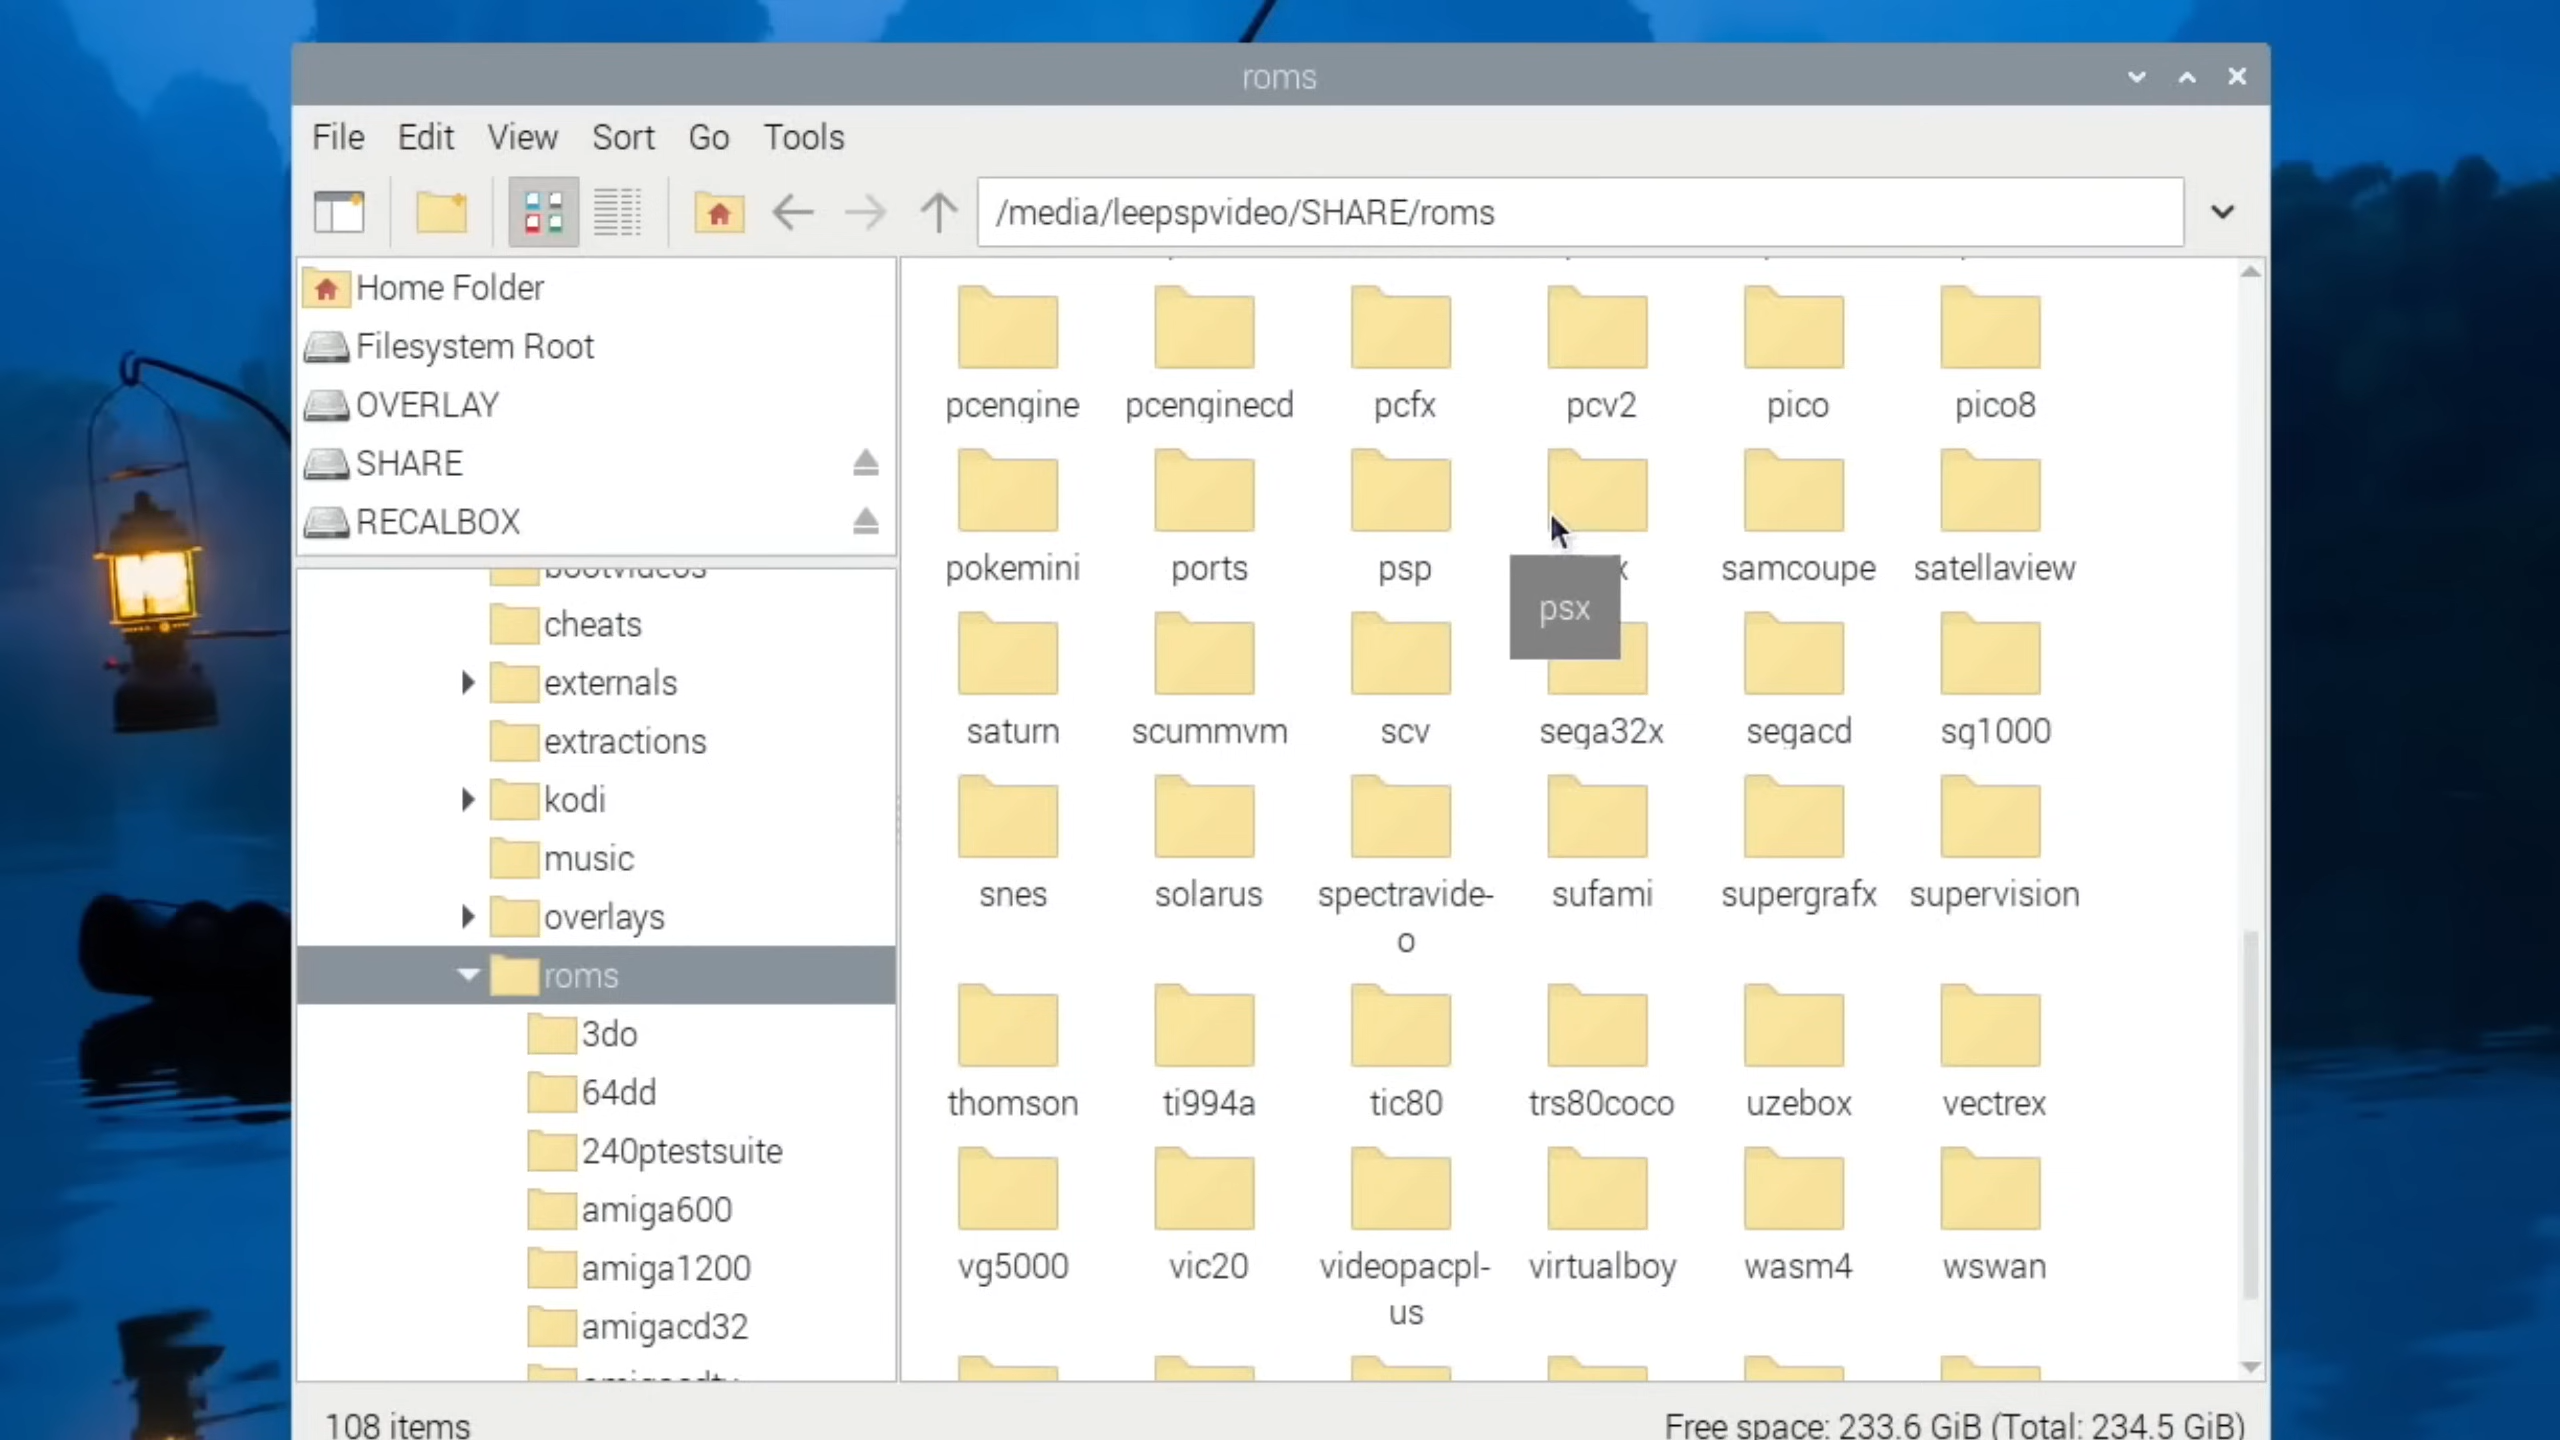 roms
File Edit View Sort Go Tools
/media/leepspvideo/SHARE/roms
Home Folder
Filesystem Root
OVERLAY
SHARE
RECALBOX
bootvideos
cheats
externals
extractions
kodi
music
overlays
roms
3do
64dd
240ptestsuite
amiga600
amiga1200
amigacd32
amigacdtv
pcengine pcenginecd pcfx pcv2 pico pico8
pokemini ports psp x samcoupe satellaview
psx
saturn scummvm scv sega32x segacd sg1000
snes solarus spectravide- sufami supergrafx supervision
o
thomson ti994a tic80 trs80coco uzebox vectrex
vg5000 vic20 videopacpl- virtualboy wasm4 wswan
us
108 items
Free space: 233.6 GiB (Total: 234.5 GiB)